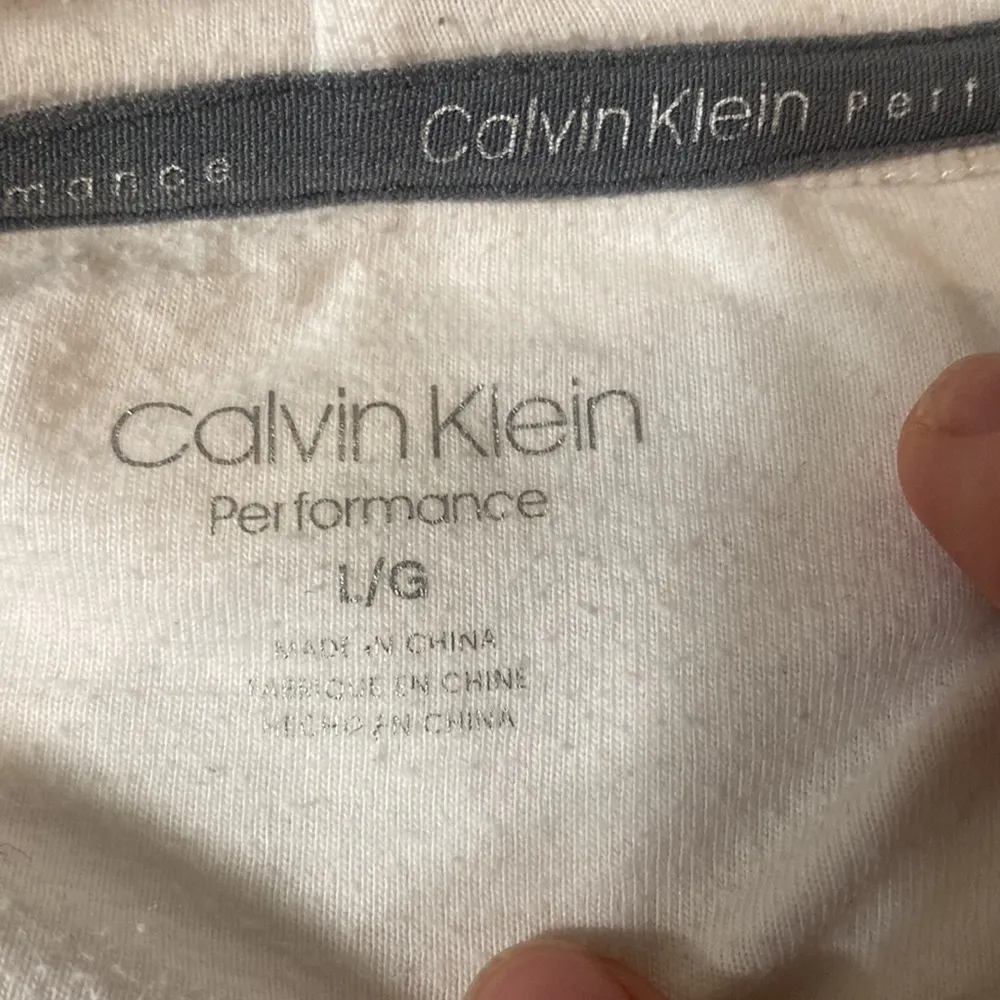 mance Calvin Klein Perf
Calvin Klein
Performance
L/G
MADE IN CHINA
FABRIQUÉ EN CHINE
HECHO EN CHINA